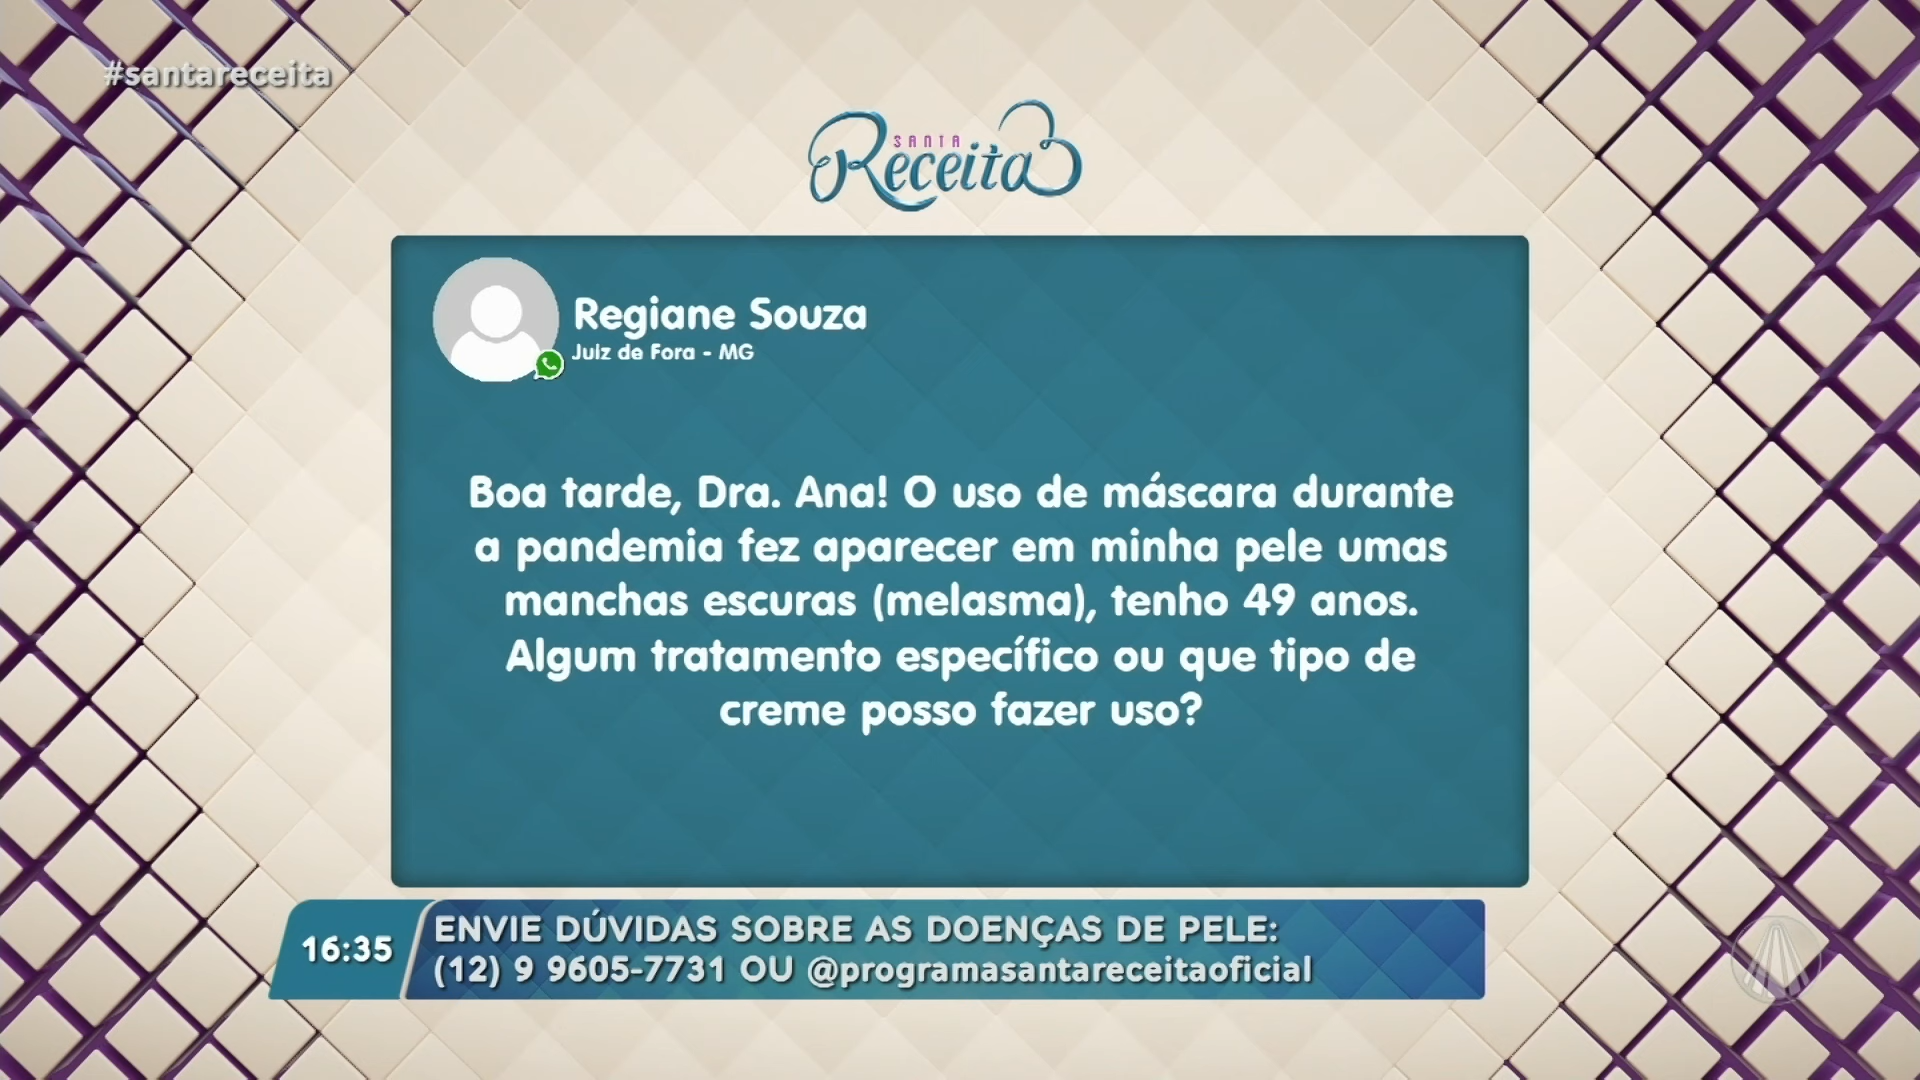 #santareceita
SANTA
Receita
Regiane Souza
Juiz de Fora - MG
Boa tarde, Dra. Ana! O uso de máscara durante
a pandemia fez aparecer em minha pele umas
manchas escuras (melasma), tenho 49 anos.
Algum tratamento específico ou que tipo de
creme posso fazer uso?
16:35
ENVIE DÚVIDAS SOBRE AS DOENÇAS DE PELE:
(12) 9 9605-7731 OU @programasantareceitaoficial